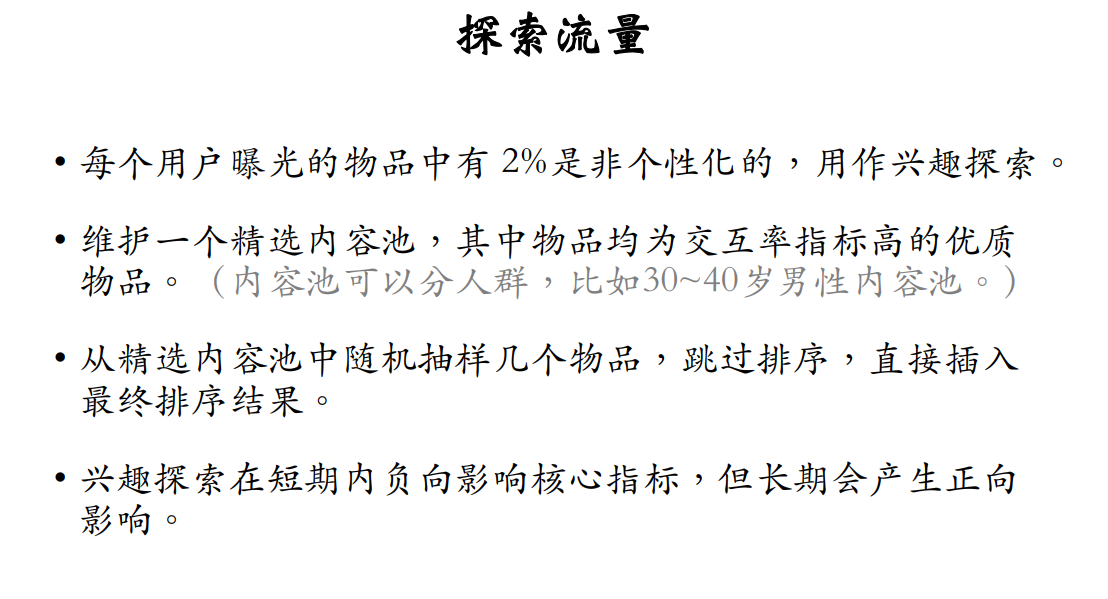 探索流量
• 每个用户曝光的物品中有 2%是非个性化的，用作兴趣探索。
• 维护一个精选内容池，其中物品均为交互率指标高的优质
物品。（内容池可以分人群，比如30~40岁男性内容池。）
• 从精选内容池中随机抽样几个物品，跳过排序，直接插入
最终排序结果。
• 兴趣探索在短期内负向影响核心指标，但长期会产生正向
影响。